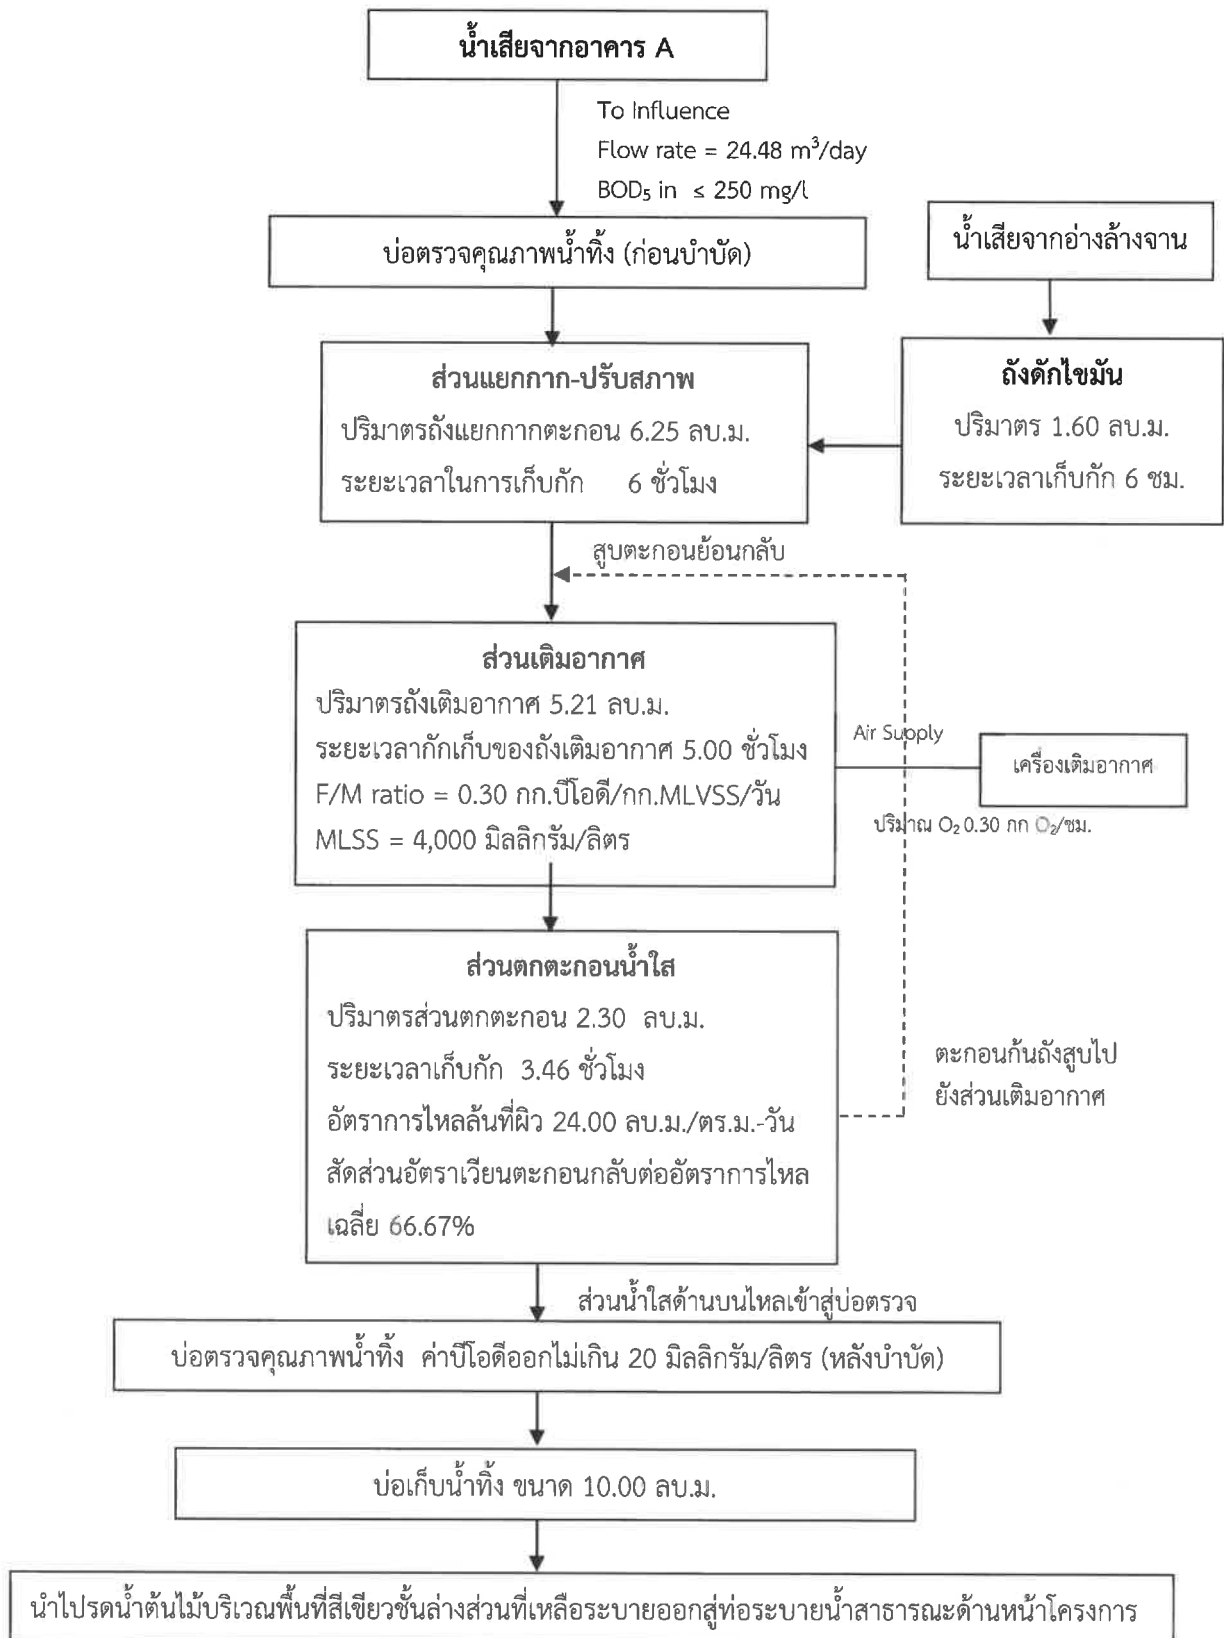 น้ำเสียจากอาคาร A
To Influence
Flow rate = 24.48 m³/day
BOD₅ in ≤ 250 mg/l
บ่อตรวจคุณภาพน้ำทิ้ง (ก่อนบำบัด)
น้ำเสียจากอ่างล้างจาน
ส่วนแยกกาก-ปรับสภาพ
ปริมาตรถังแยกกากตะกอน 6.25 ลบ.ม.
ระยะเวลาในการเก็บกัก 6 ชั่วโมง
ถังดักไขมัน
ปริมาตร 1.60 ลบ.ม.
ระยะเวลาเก็บกัก 6 ชม.
สูบตะกอนย้อนกลับ
ส่วนเติมอากาศ
ปริมาตรถังเติมอากาศ 5.21 ลบ.ม.
ระยะเวลากักเก็บของถังเติมอากาศ 5.00 ชั่วโมง
F/M ratio = 0.30 กก.บีโอดี/กก.MLVSS/วัน
MLSS = 4,000 มิลลิกรัม/ลิตร
Air Supply
เครื่องเติมอากาศ
ปริมาณ O₂ 0.30 กก O₂/ชม.
ส่วนตกตะกอนน้ำใส
ปริมาตรส่วนตกตะกอน 2.30 ลบ.ม.
ระยะเวลาเก็บกัก 3.46 ชั่วโมง
อัตราการไหลล้นที่ผิว 24.00 ลบ.ม./ตร.ม.-วัน
สัดส่วนอัตราเวียนตะกอนกลับต่ออัตราการไหล
เฉลี่ย 66.67%
ตะกอนก้นถังสูบไป
ยังส่วนเติมอากาศ
ส่วนน้ำใสด้านบนไหลเข้าสู่บ่อตรวจ
บ่อตรวจคุณภาพน้ำทิ้ง ค่าบีโอดีออกไม่เกิน 20 มิลลิกรัม/ลิตร (หลังบำบัด)
บ่อเก็บน้ำทิ้ง ขนาด 10.00 ลบ.ม.
นำไปรดน้ำต้นไม้บริเวณพื้นที่สีเขียวชั้นล่างส่วนที่เหลือระบายออกสู่ท่อระบายน้ำสาธารณะด้านหน้าโครงการ